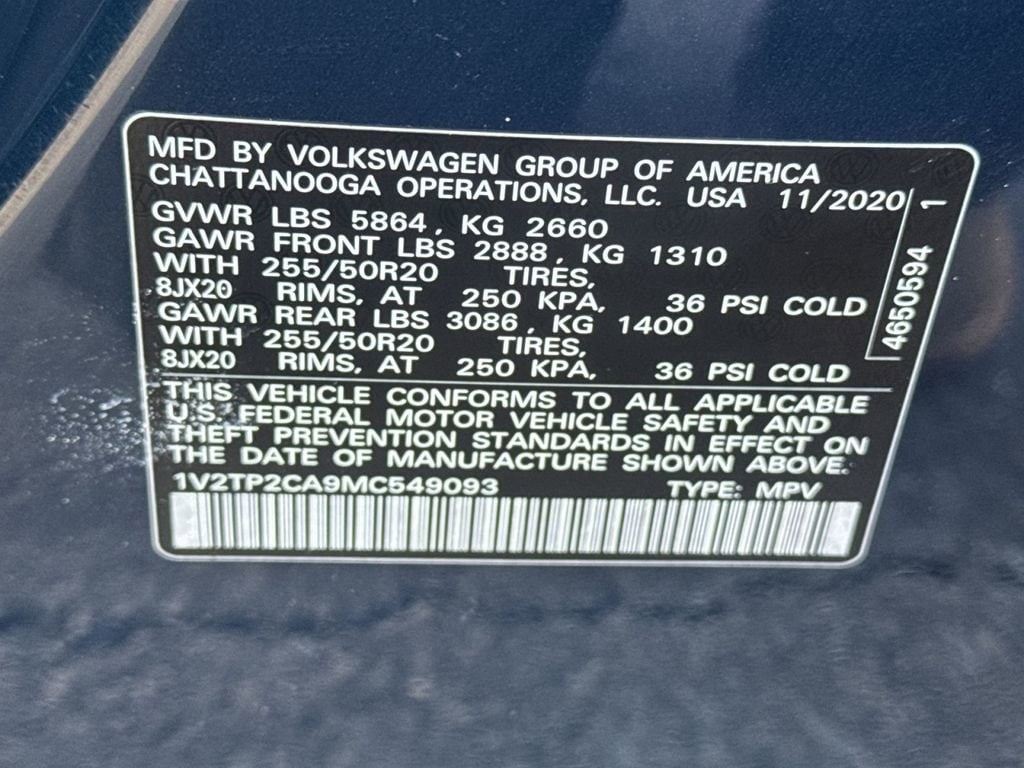 MFD BY VOLKSWAGEN GROUP OF AMERICA
CHATTANOOGA OPERATIONS, LLC. USA 11/2020
GVWR LBS 5864, KG 2660
GAWR FRONT LBS 2888, KG 1310
WITH 255/50R20 TIRES,
8JX20 RIMS, AT 250 KPA, 36 PSI COLD
GAWR REAR LBS 3086, KG 1400
WITH 255/50R20 TIRES,
8JX20 RIMS, AT 250 KPA, 36 PSI COLD
THIS VEHICLE CONFORMS TO ALL APPLICABLE
U.S. FEDERAL MOTOR VEHICLE SAFETY AND
THEFT PREVENTION STANDARDS IN EFFECT ON
THE DATE OF MANUFACTURE SHOWN ABOVE.
1V2TP2CA9MC549093 TYPE: MPV
4650594 1